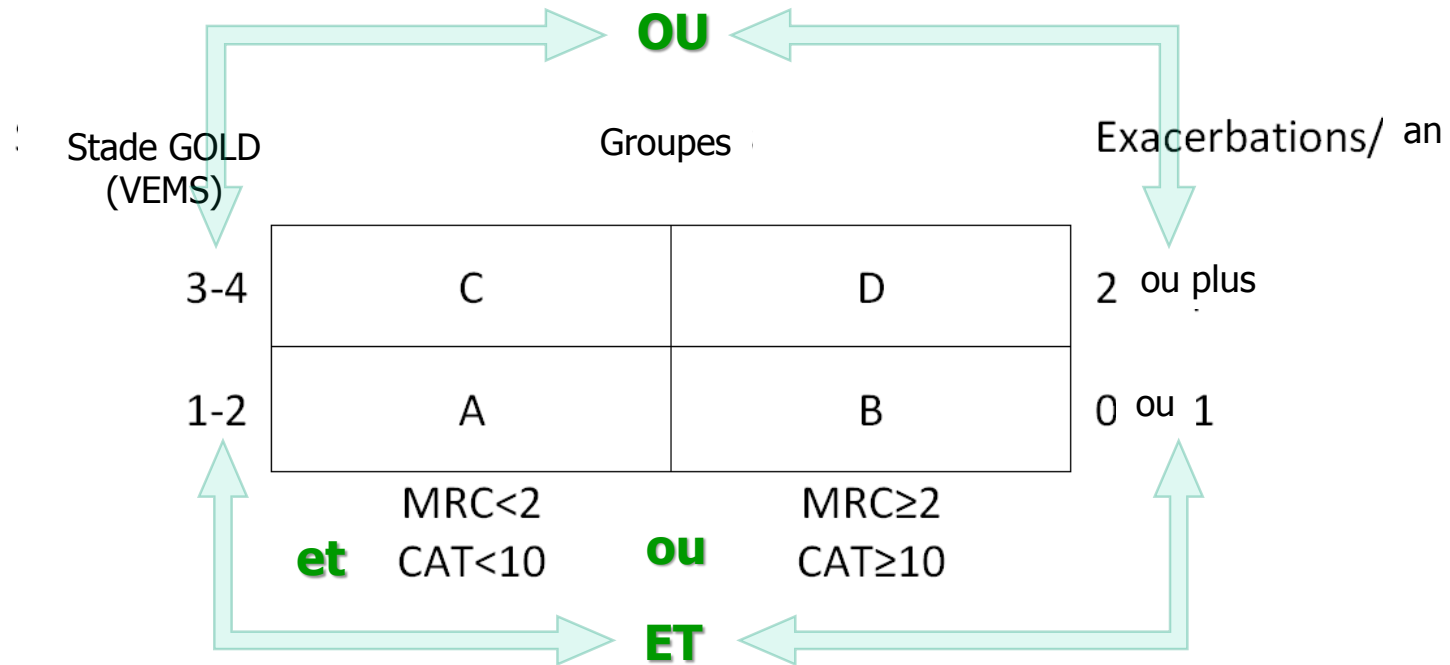 OU
Stade GOLD
(VEMS)
Groupes
Exacerbations/ an
3-4 C D 2 ou plus
1-2 A B 0 ou 1
MRC<2 MRC≥2
et CAT<10 ou CAT≥10
ET